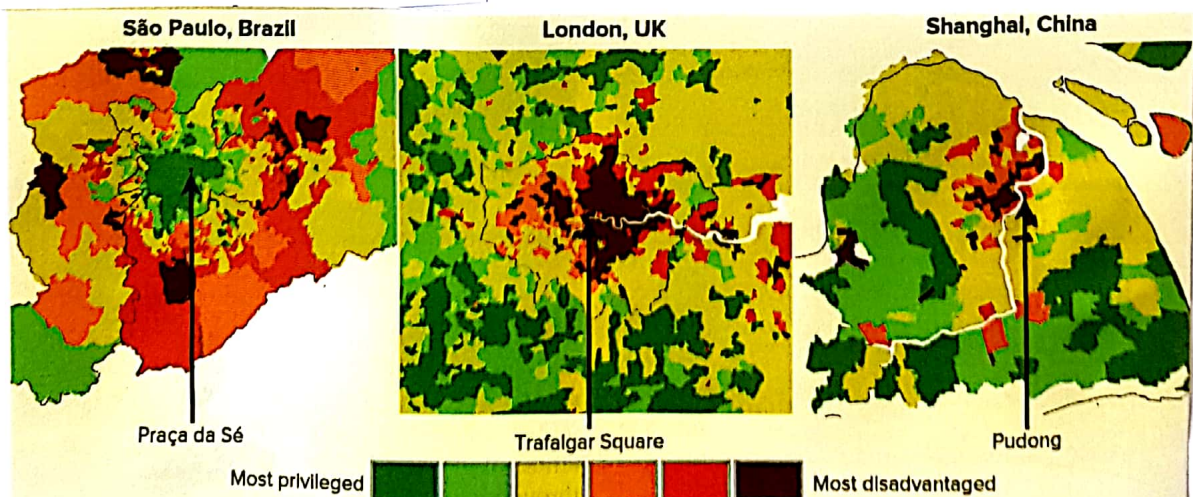 São Paulo, Brazil
London, UK
Shanghai, China
Praça da Sé
Trafalgar Square
Pudong
Most privileged
Most disadvantaged